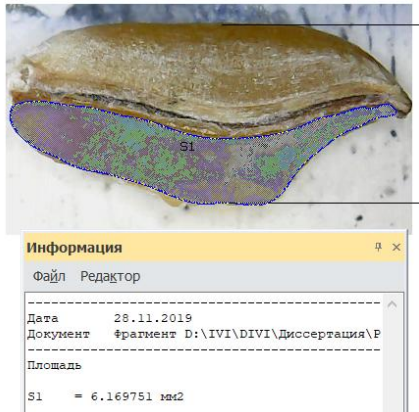 S1
Информация
Файл Редактор
Дата 28.11.2019
Документ Фрагмент D:\IVI\DIVI\Диссертация\Р
Площадь
S1 = 6.169751 мм2